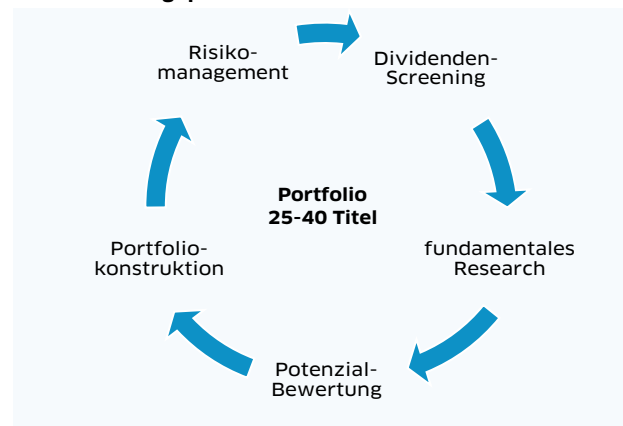 Risiko-
management
Dividenden-
Screening
Portfolio
25-40 Titel
Portfolio-
konstruktion
fundamentales
Research
Potenzial-
Bewertung